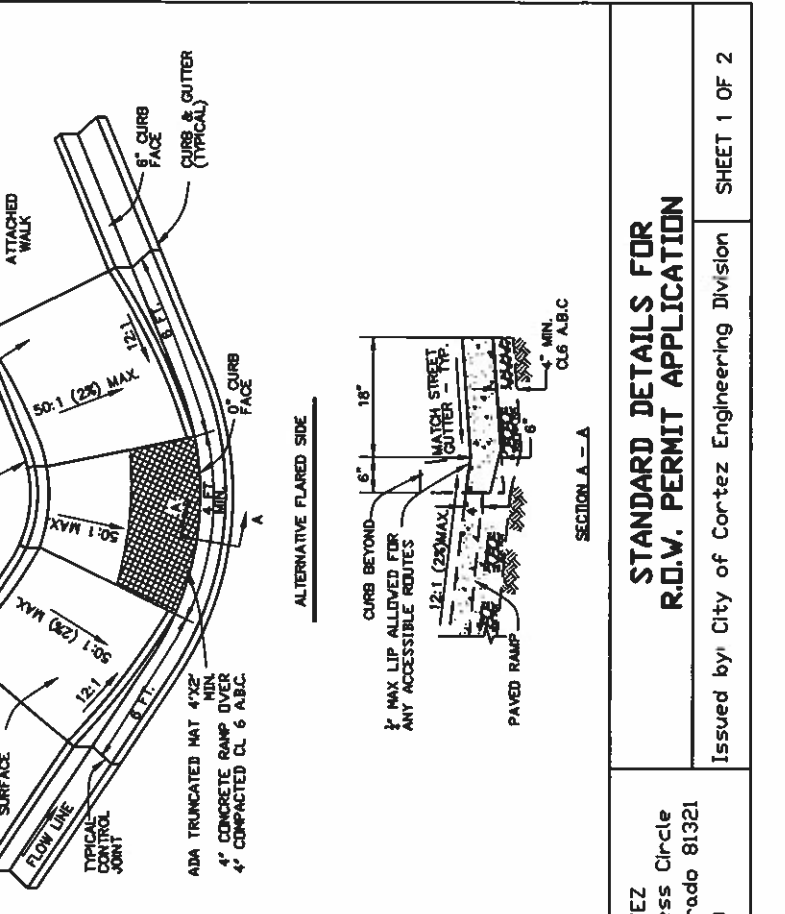 ATTACHED
WALK
6" CURB
FACE
CURB & GUTTER
(TYPICAL)
SURFACE
50:1 (2%) MAX.
50:1 MAX
50:1 (2%) MAX.
12:1
12:1
6 FT.
6 FT.
4 FT.
MIN.
"A"
A
0" CURB
FACE
FLOW LINE
TYPICAL
CONTROL
JOINT
ADA TRUNCATED MAT 4'X2'
MIN.
4" CONCRETE RAMP OVER
4" COMPACTED CL 6 A.B.C.
ALTERNATIVE FLARED SIDE
CURB BEYOND
MAX LIP ALLOWED FOR
ANY ACCESSIBLE ROUTES
6"
18"
MATCH STREET
GUTTER - TYP.
12:1 (2%)MAX.
4"
6"
4" MIN.
CL6 A.B.C
PAVED RAMP
SECTION A - A
STANDARD DETAILS FOR
R.O.W. PERMIT APPLICATION
Issued by: City of Cortez Engineering Division
SHEET 1 OF 2
EZ
ess Circle
rado 81321